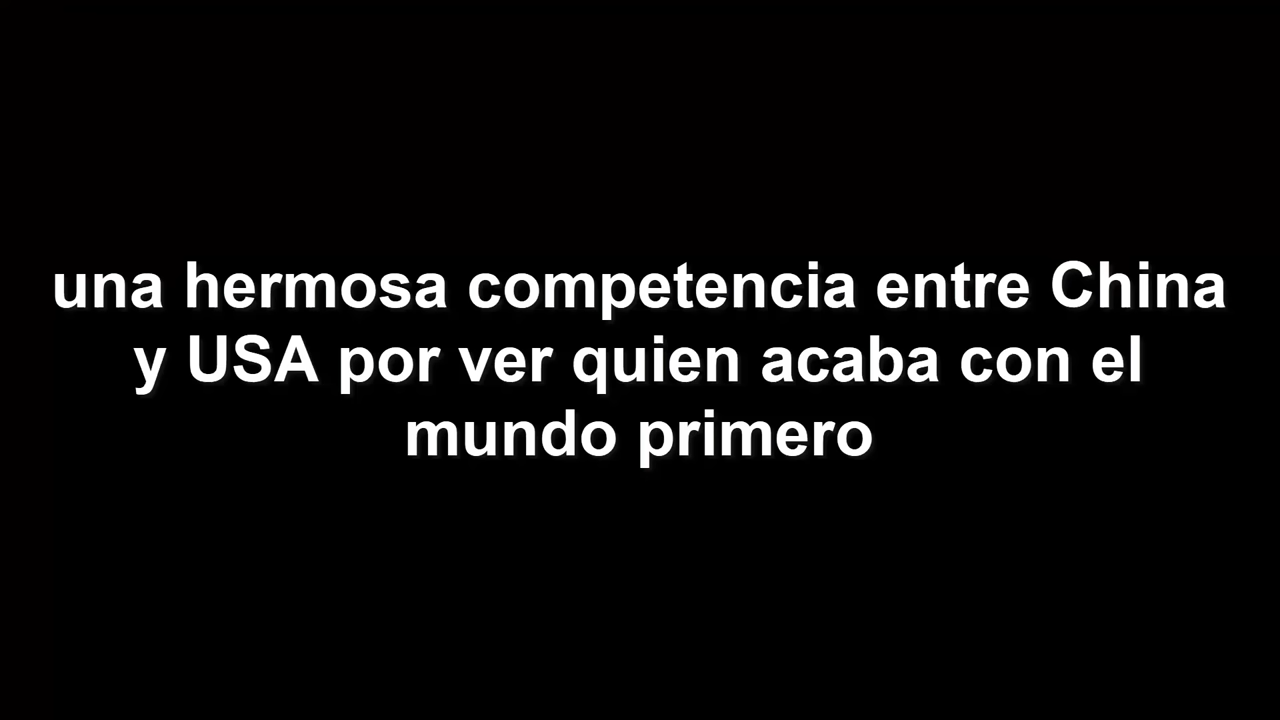 una hermosa competencia entre China
y USA por ver quien acaba con el
mundo primero